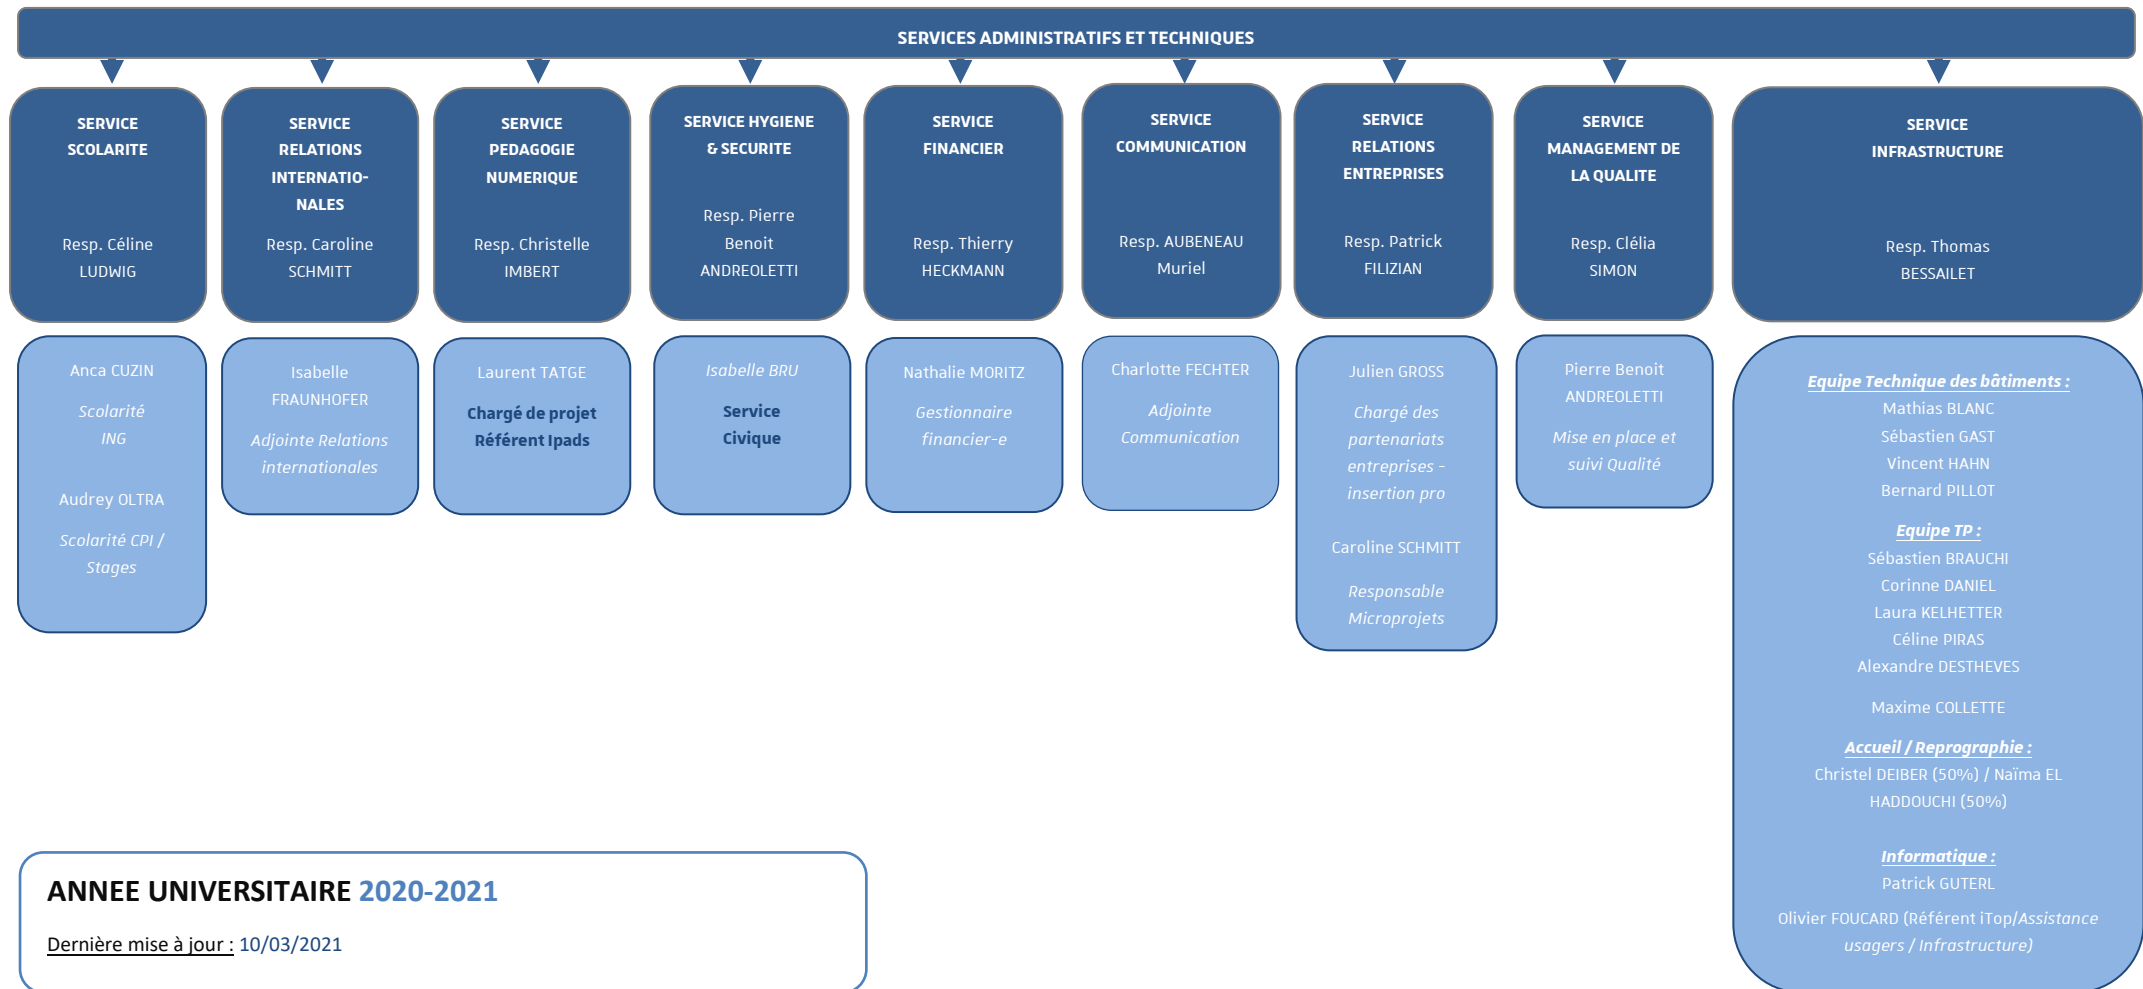 SERVICES ADMINISTRATIFS ET TECHNIQUES
SERVICE
SCOLARITE
Resp. Céline
LUDWIG
SERVICE
RELATIONS
INTERNATIO-
NALES
Resp. Caroline
SCHMITT
SERVICE
PEDAGOGIE
NUMERIQUE
Resp. Christelle
IMBERT
SERVICE HYGIENE
& SECURITE
Resp. Pierre
Benoit
ANDREOLETTI
SERVICE
FINANCIER
Resp. Thierry
HECKMANN
SERVICE
COMMUNICATION
Resp. AUBENEAU
Muriel
SERVICE
RELATIONS
ENTREPRISES
Resp. Patrick
FILIZIAN
SERVICE
MANAGEMENT DE
LA QUALITE
Resp. Clélia
SIMON
SERVICE
INFRASTRUCTURE
Resp. Thomas
BESSAILET
Anca CUZIN
Scolarité
ING
Audrey OLTRA
Scolarité CPI /
Stages
Isabelle
FRAUNHOFER
Adjointe Relations
internationales
Laurent TATGE
Chargé de projet
Référent Ipads
Isabelle BRU
Service
Civique
Nathalie MORITZ
Gestionnaire
financier-e
Charlotte FECHTER
Adjointe
Communication
Julien GROSS
Chargé des
partenariats
entreprises -
insertion pro
Caroline SCHMITT
Responsable
Microprojets
Pierre Benoit
ANDREOLETTI
Mise en place et
suivi Qualité
Equipe Technique des bâtiments :
Mathias BLANC
Sébastien GAST
Vincent HAHN
Bernard PILLOT
Equipe TP :
Sébastien BRAUCHI
Corinne DANIEL
Laura KELHETTER
Céline PIRAS
Alexandre DESTHEVES
Maxime COLLETTE
Accueil / Reprographie :
Christel DEIBER (50%) / Naïma EL
HADDOUCHI (50%)
Informatique :
Patrick GUTERL
Olivier FOUCARD (Référent iTop/Assistance
usagers / Infrastructure)
ANNEE UNIVERSITAIRE 2020-2021
Dernière mise à jour : 10/03/2021